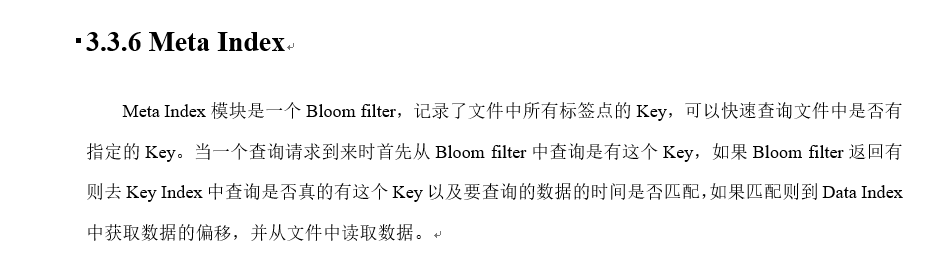 3.3.6 Meta Index
Meta Index 模块是一个 Bloom filter，记录了文件中所有标签点的 Key，可以快速查询文件中是否有
指定的 Key。当一个查询请求到来时首先从 Bloom filter 中查询是有这个 Key，如果 Bloom filter 返回有
则去 Key Index 中查询是否真的有这个 Key 以及要查询的数据的时间是否匹配，如果匹配则到 Data Index
中获取数据的偏移，并从文件中读取数据。